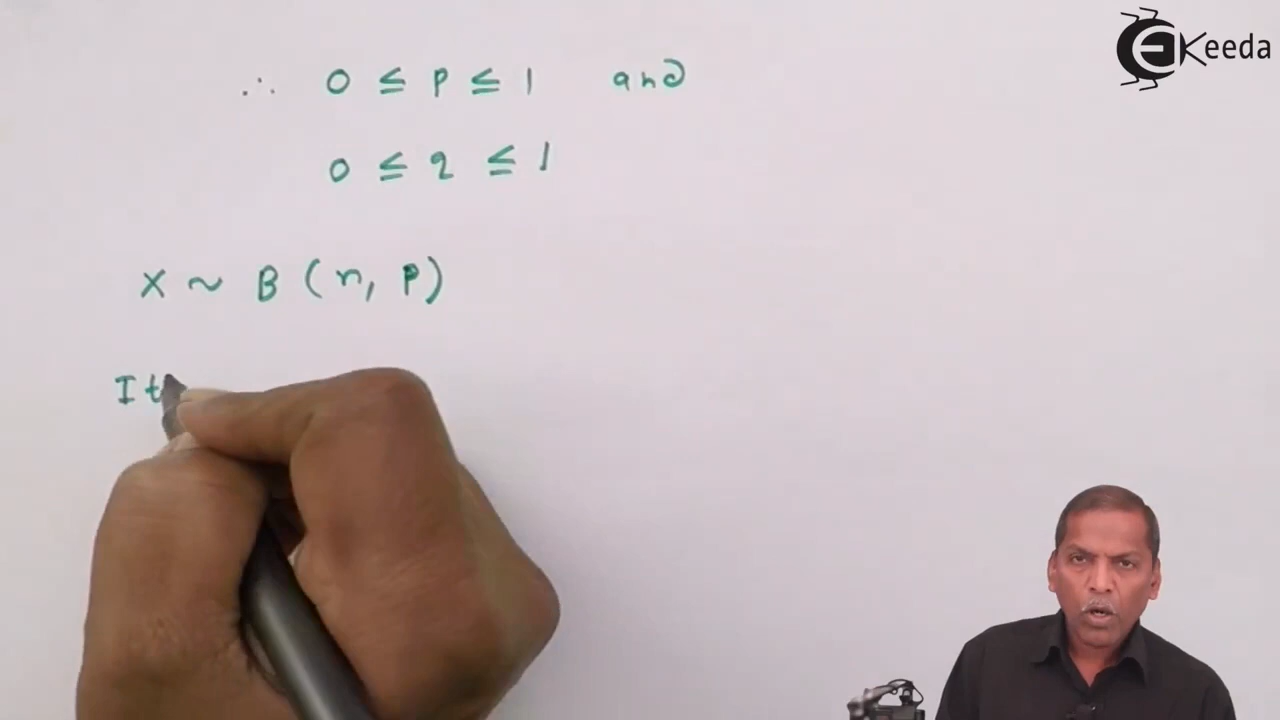 ∴ 0 ≤ p ≤ 1 and
0 ≤ q ≤ 1
X ~ B (n, p)
It
EKeeda